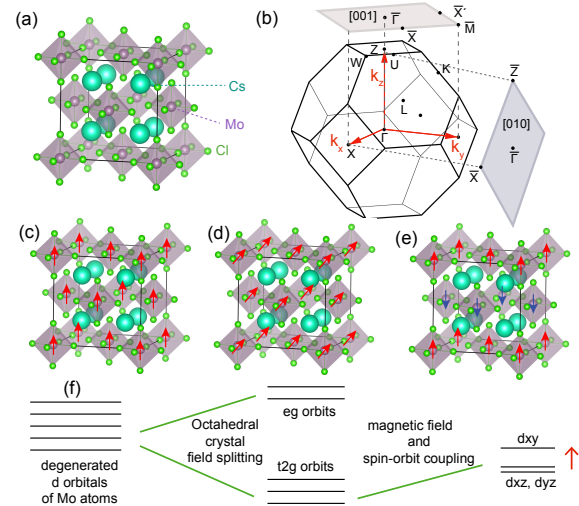 (a)
Cs
Mo
Cl
(b)
[001]
Γ̅
X̅
X̅′
M̅
Z
W
U
K
k_z
L
Γ
k_x
X
k_y
Y
Z̅
[010]
Γ̅
X̅
(c)
(d)
(e)
(f)
degenerated
d orbitals
of Mo atoms
Octahedral
crystal
field splitting
eg orbits
t2g orbits
magnetic field
and
spin-orbit coupling
dxy
dxz, dyz